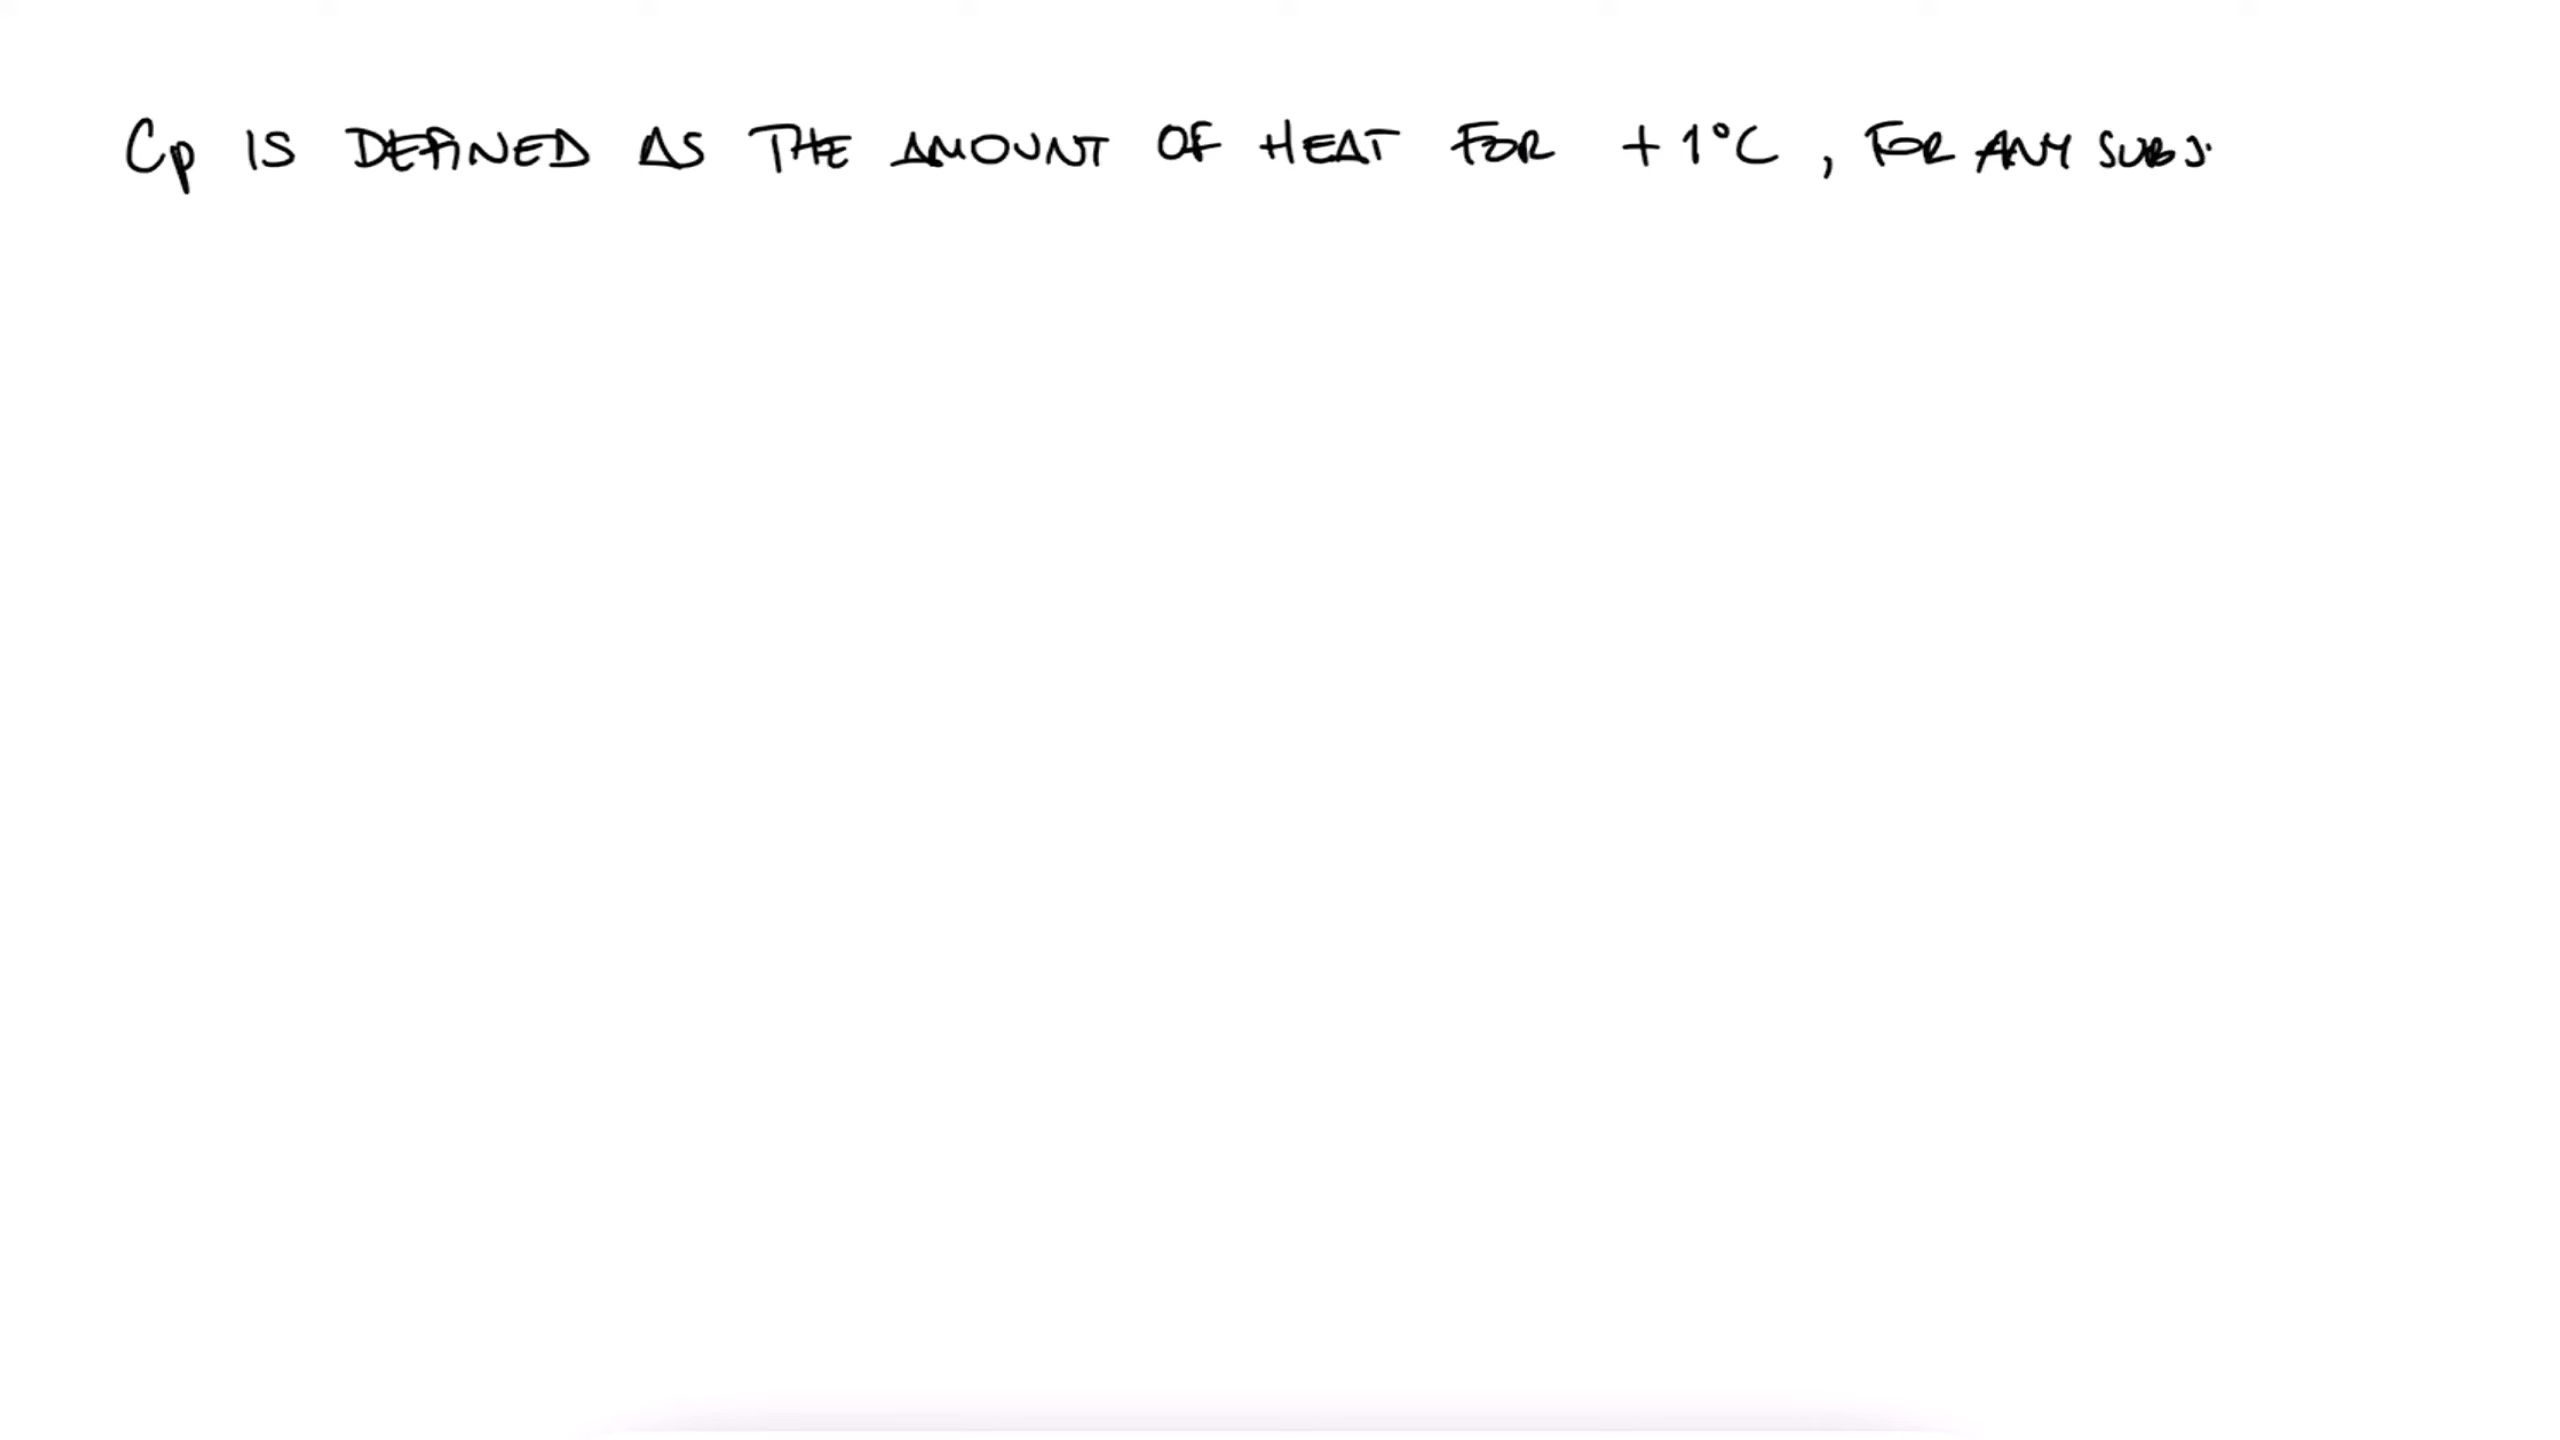 Cp IS DEFINED AS THE AMOUNT OF HEAT FOR +1°C , FOR ANY SUBS.